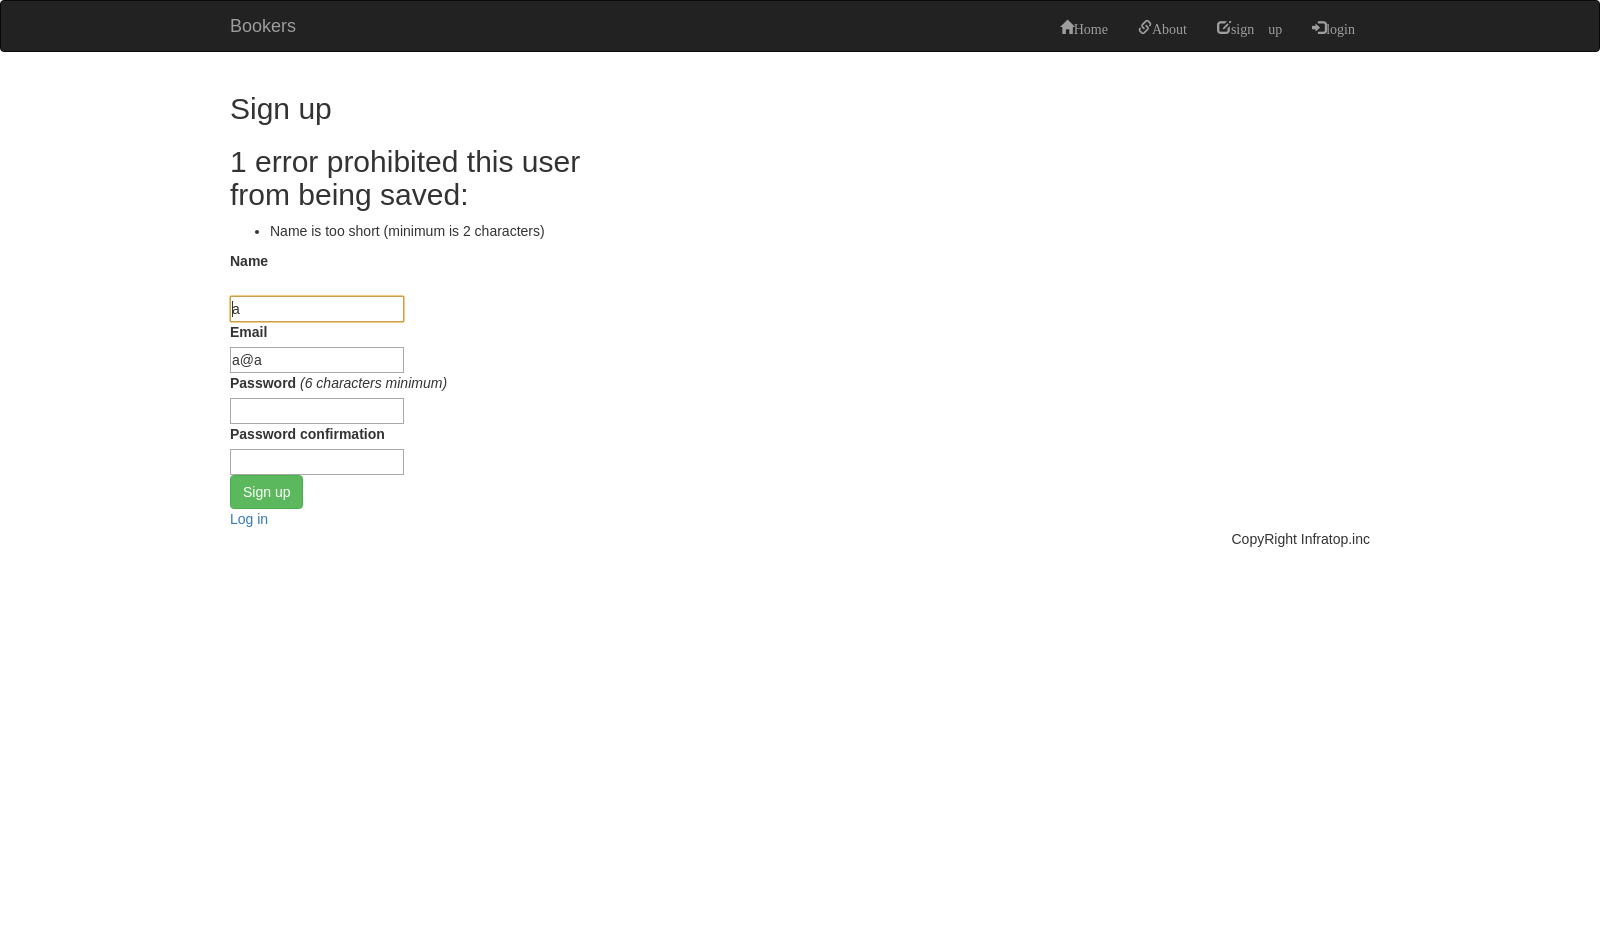 Bookers
Home About sign up login
Sign up
1 error prohibited this user
from being saved:
• Name is too short (minimum is 2 characters)
Name
a
Email
a@a
Password (6 characters minimum)
Password confirmation
Sign up
Log in
CopyRight Infratop.inc